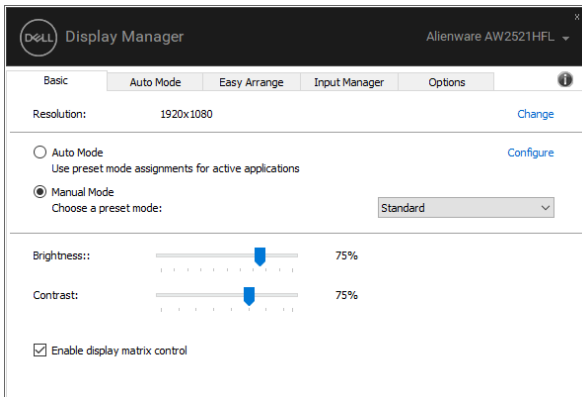 DELL Display Manager Alienware AW2521HFL
x
Basic Auto Mode Easy Arrange Input Manager Options i
Resolution: 1920x1080 Change
Auto Mode Configure
Use preset mode assignments for active applications
Manual Mode
Choose a preset mode: Standard
Brightness:: 75%
Contrast: 75%
Enable display matrix control